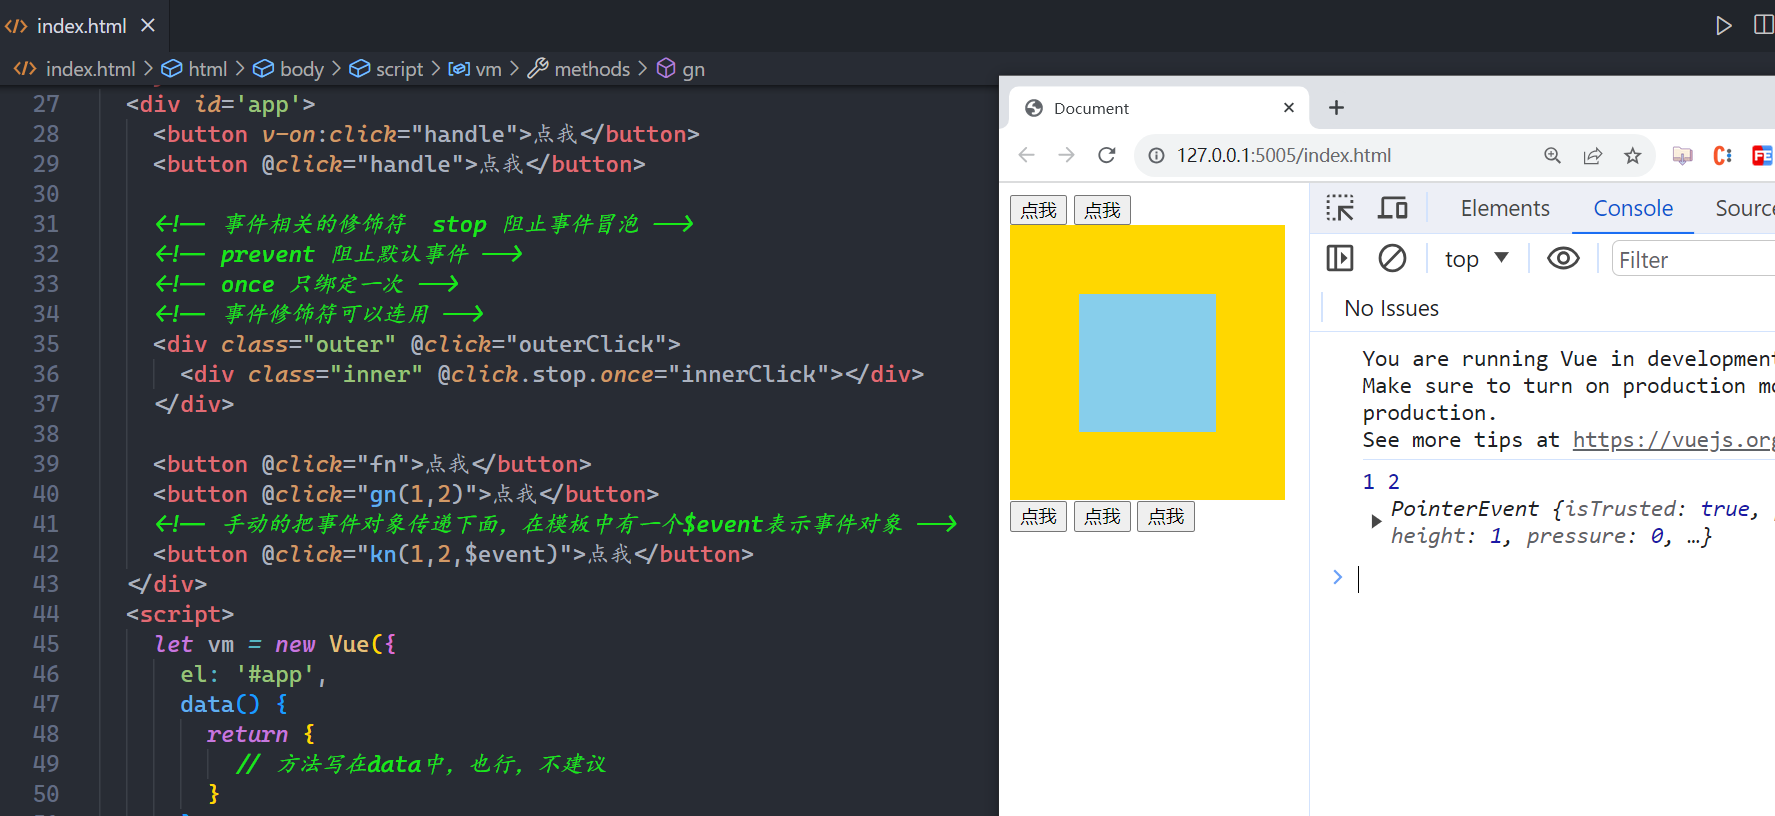 index.html
index.html > html > body > script > vm > methods > gn
27 <div id='app'>
28 <button v-on:click="handle">点我</button>
29 <button @click="handle">点我</button>
30
31 <!-- 事件相关的修饰符 stop 阻止事件冒泡 -->
32 <!-- prevent 阻止默认事件 -->
33 <!-- once 只绑定一次 -->
34 <!-- 事件修饰符可以连用 -->
35 <div class="outer" @click="outerClick">
36 <div class="inner" @click.stop.once="innerClick"></div>
37 </div>
38
39 <button @click="fn">点我</button>
40 <button @click="gn(1,2)">点我</button>
41 <!-- 手动的把事件对象传递下面，在模板中有一个$event表示事件对象 -->
42 <button @click="kn(1,2,$event)">点我</button>
43 </div>
44 <script>
45 let vm = new Vue({
46 el: '#app',
47 data() {
48 return {
49 // 方法写在data中，也行，不建议
50 }
Document
127.0.0.1:5005/index.html
点我 点我
点我 点我 点我
Elements Console Sourc
top Filter
No Issues
You are running Vue in development
Make sure to turn on production mo
production.
See more tips at https://vuejs.org
1 2
PointerEvent {isTrusted: true,
height: 1, pressure: 0, …}